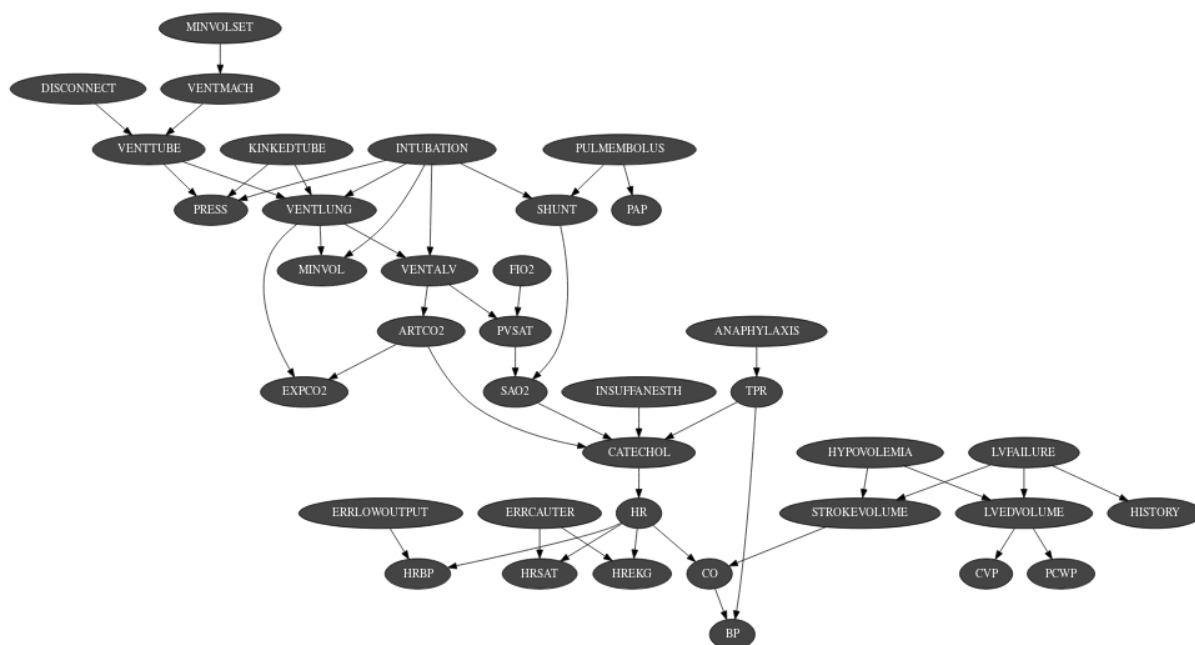 MINVOLSET
DISCONNECT VENTMACH
VENTTUBE KINKEDTUBE INTUBATION PULMEMBOLUS
PRESS VENTLUNG SHUNT PAP
MINVOL VENTALV FIO2
ARTCO2 PVSAT ANAPHYLAXIS
EXPCO2 SAO2 INSUFFANESTH TPR
CATECHOL HYPOVOLEMIA LVFAILURE
ERRLOWOUTPUT ERRCAUTER HR STROKEVOLUME LVEDVOLUME HISTORY
HRBP HRSAT HREKG CO CVP PCWP
BP